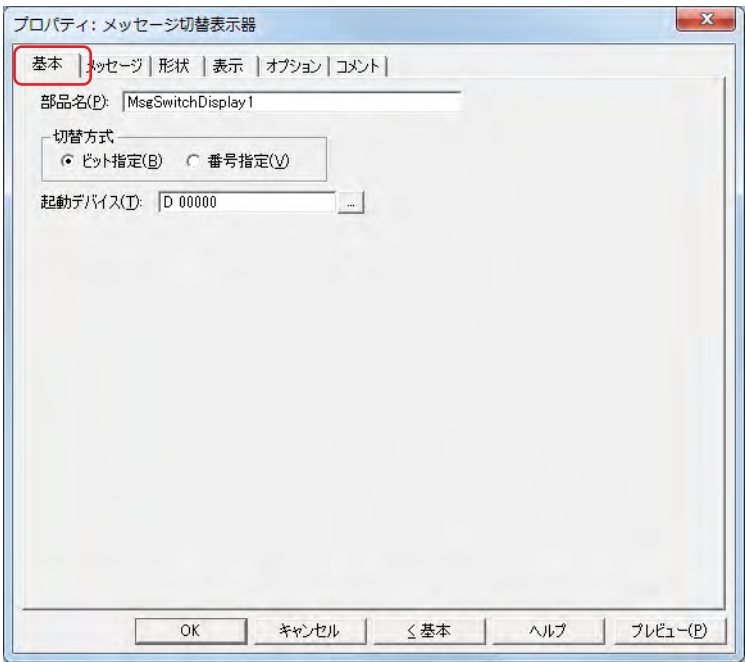 プロパティ: メッセージ切替表示器
基本 メッセージ 形状 表示 オプション コメント
部品名(P): MsgSwitchDisplay1
切替方式
ビット指定(B) 番号指定(V)
起動デバイス(T): D 00000 ...
OK キャンセル < 基本 ヘルプ プレビュー(P)